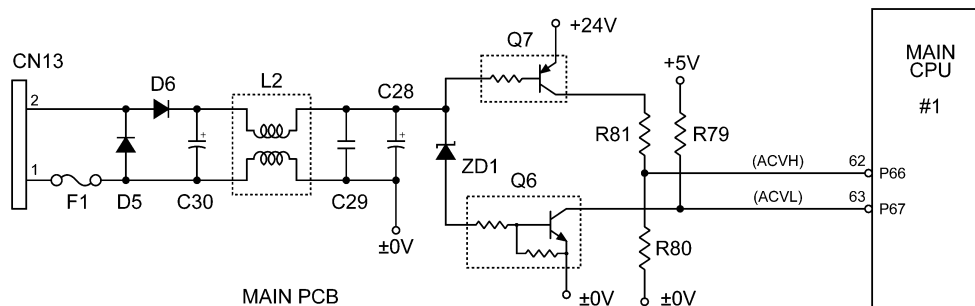 Q7
+24V
CN13
+5V
MAIN
CPU
D6
L2
C28
#1
2
R81
R79
ZD1
(ACVH)
62
P66
1
Q6
F1
D5
C30
C29
(ACVL)
63
P67
±0V
R80
MAIN PCB
±0V
±0V
+
+